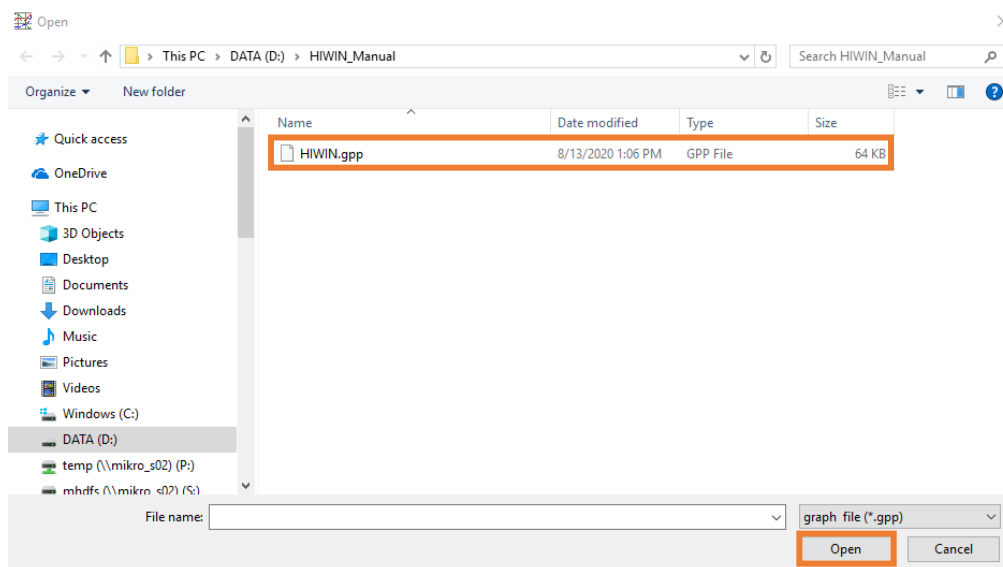 Open
This PC > DATA (D:) > HIWIN_Manual
Search HIWIN_Manual
Organize
New folder
Name
Date modified
Type
Size
HIWIN.gpp
8/13/2020 1:06 PM
GPP File
64 KB
Quick access
OneDrive
This PC
3D Objects
Desktop
Documents
Downloads
Music
Pictures
Videos
Windows (C:)
DATA (D:)
temp (\\mikro_s02) (P:)
mhdfs (\\mikro_s02) (S:)
File name:
graph file (*.gpp)
Open
Cancel